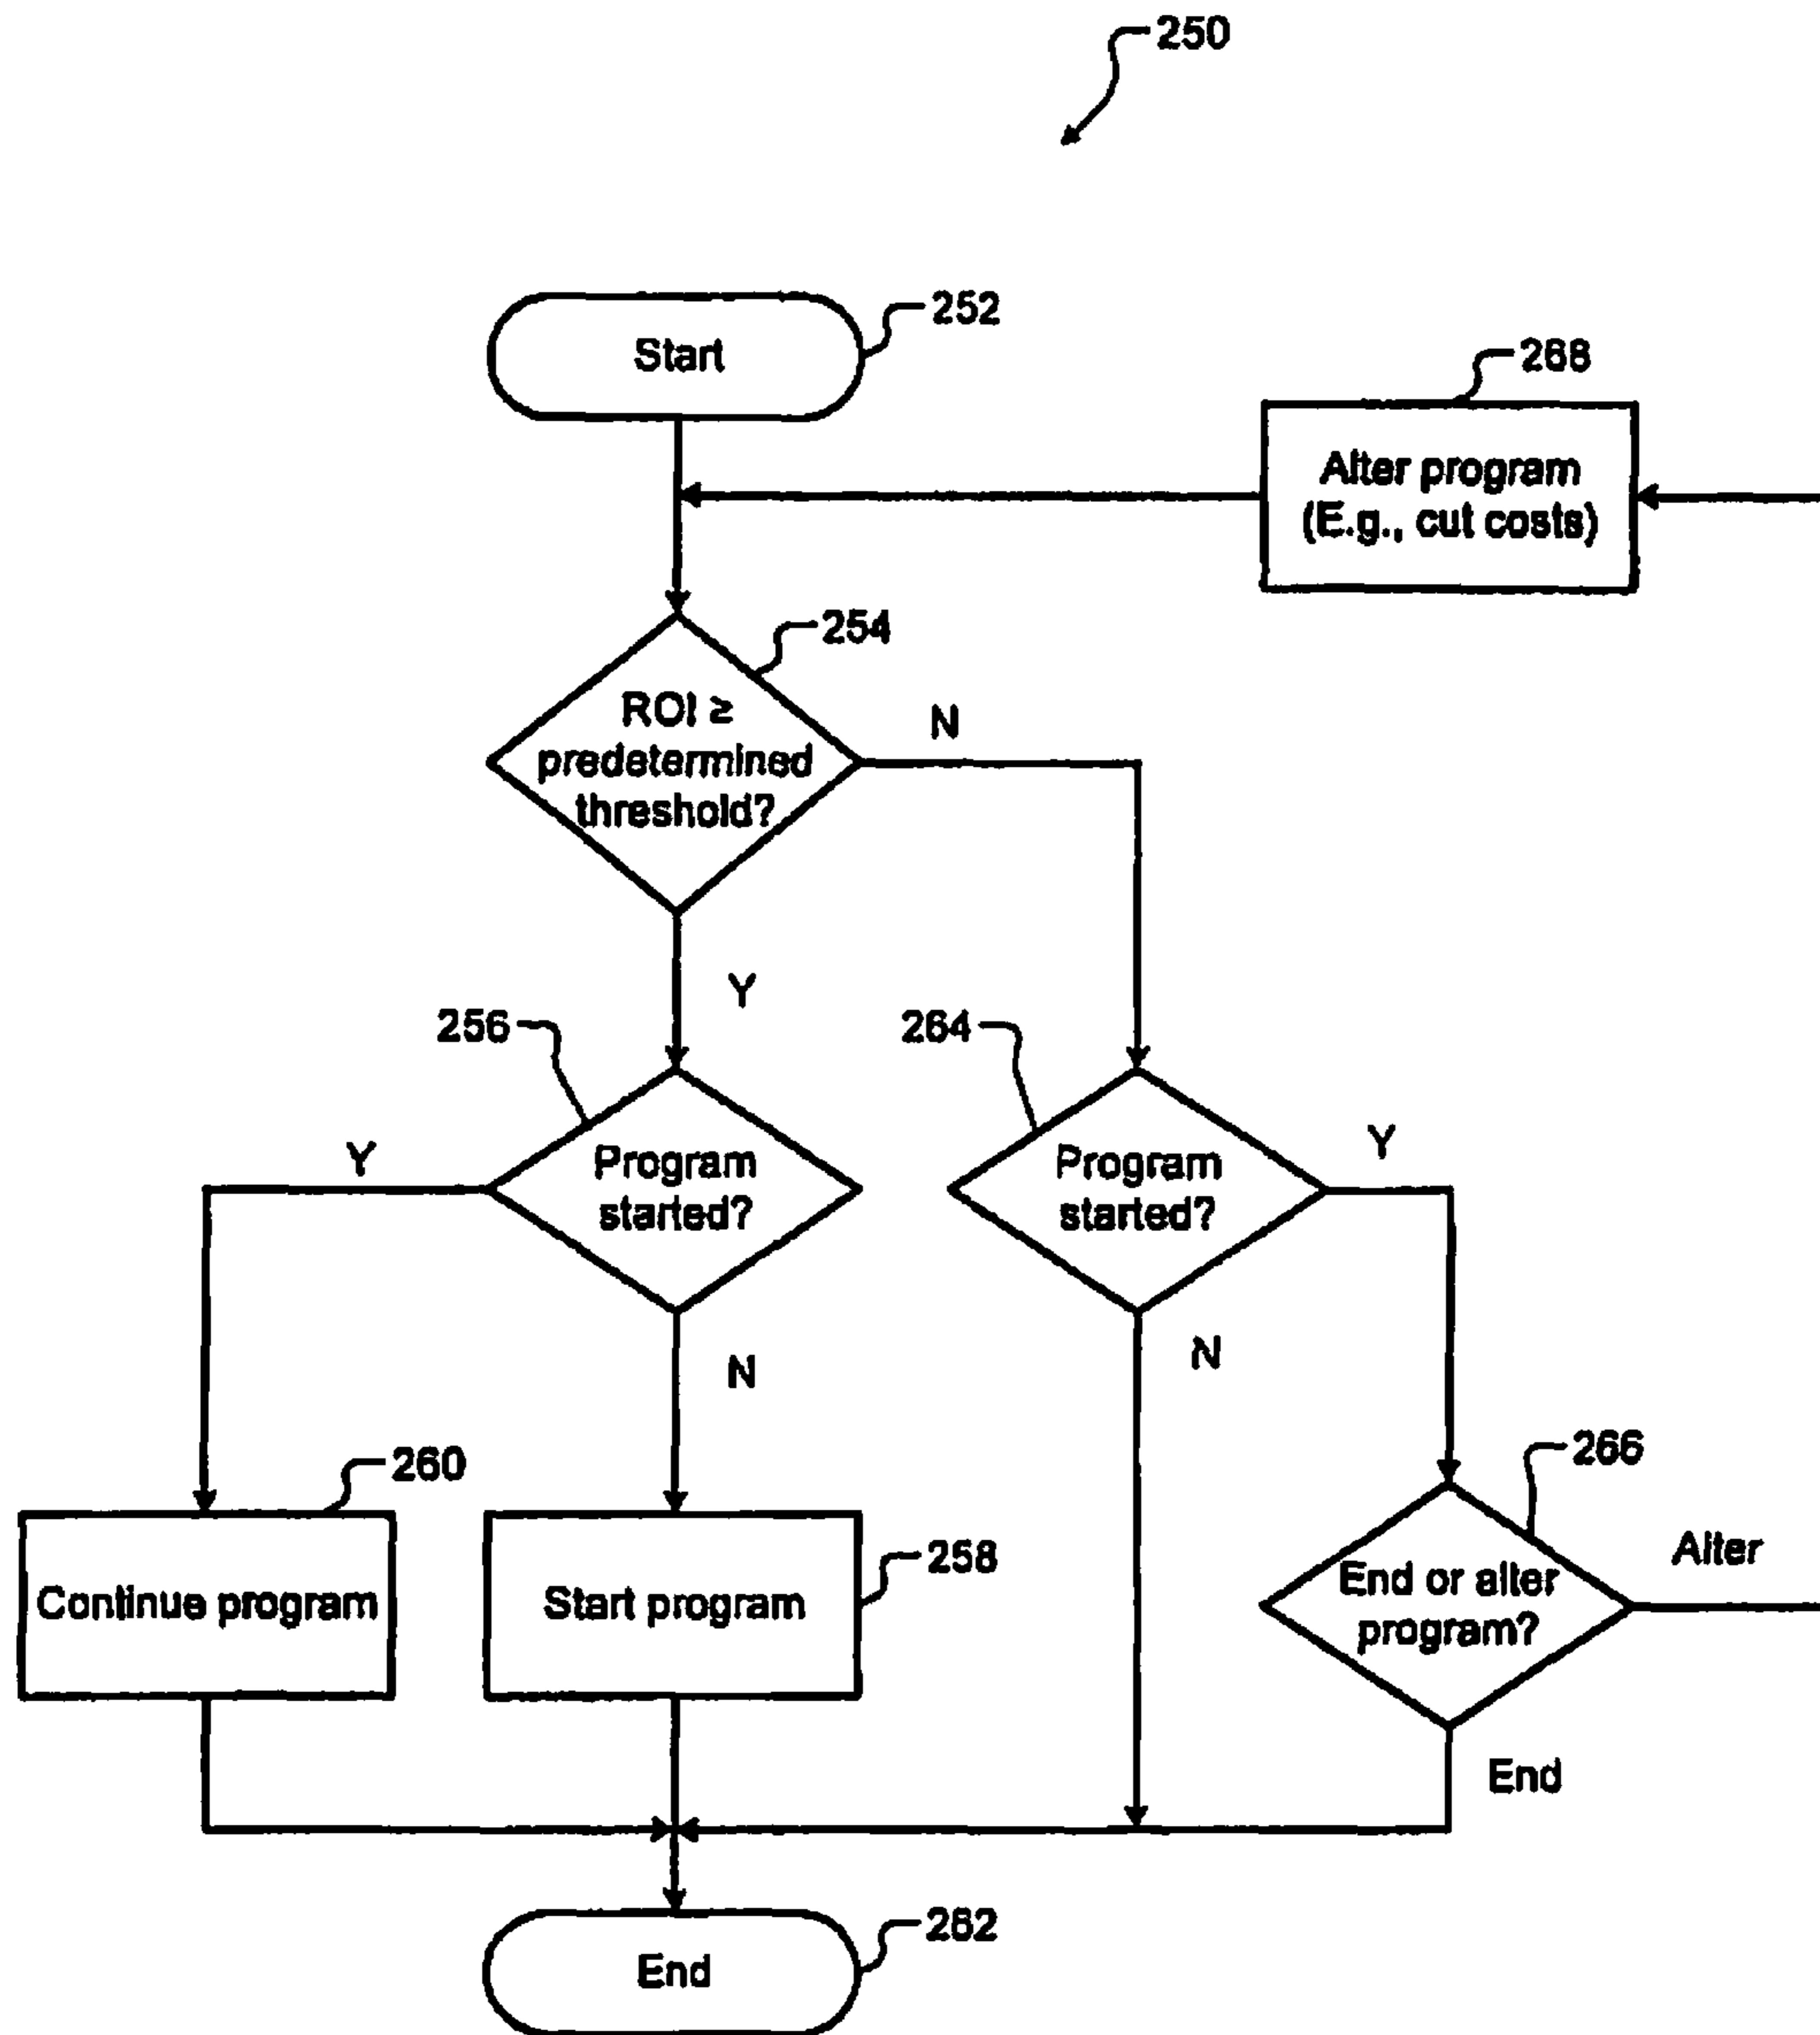 250
Start
252
268
Alter program
(E.g., cut costs)
254
ROI ≥
predetermined
threshold?
N
Y
256
264
Y
Program
started?
Program
started?
Y
N
N
260
258
266
Continue program
Start program
End or alter
program?
Alter
End
End
262